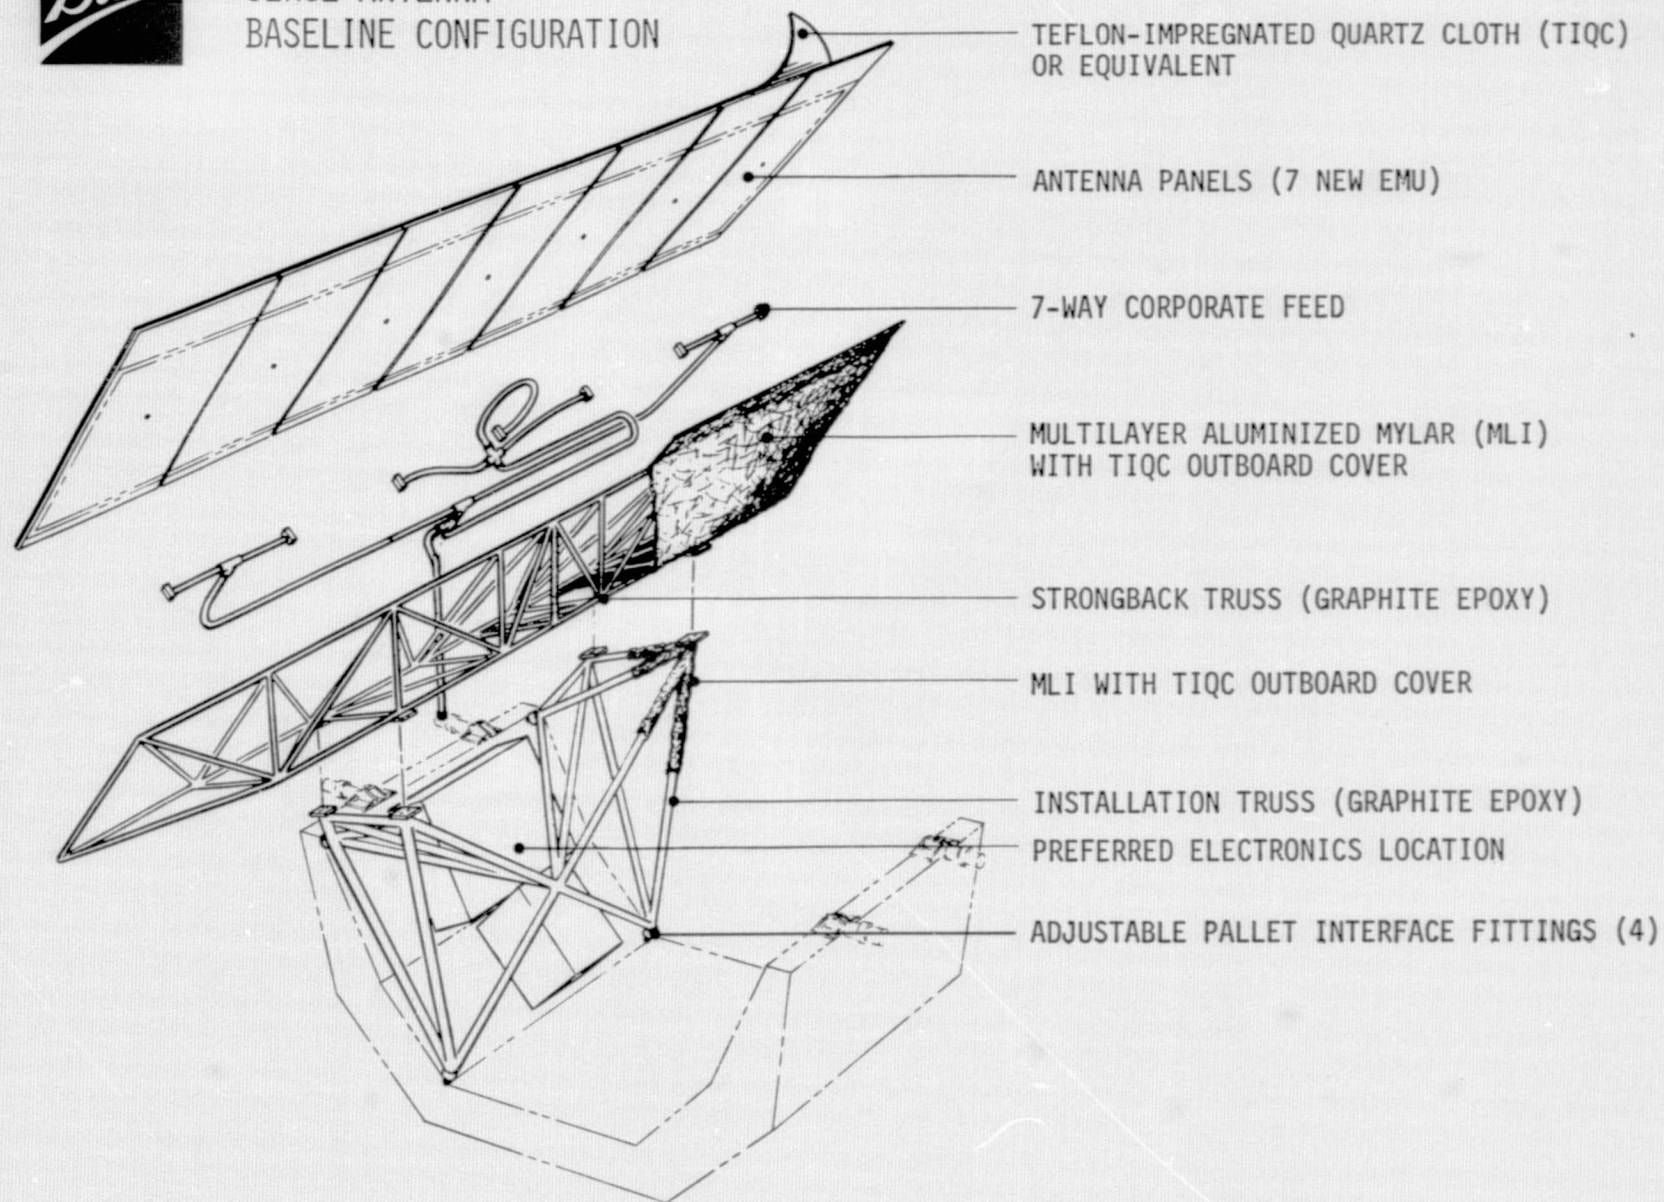 BASELINE CONFIGURATION
TEFLON-IMPREGNATED QUARTZ CLOTH (TIQC)
OR EQUIVALENT
ANTENNA PANELS (7 NEW EMU)
7-WAY CORPORATE FEED
MULTILAYER ALUMINIZED MYLAR (MLI)
WITH TIQC OUTBOARD COVER
STRONGBACK TRUSS (GRAPHITE EPOXY)
MLI WITH TIQC OUTBOARD COVER
INSTALLATION TRUSS (GRAPHITE EPOXY)
PREFERRED ELECTRONICS LOCATION
ADJUSTABLE PALLET INTERFACE FITTINGS (4)